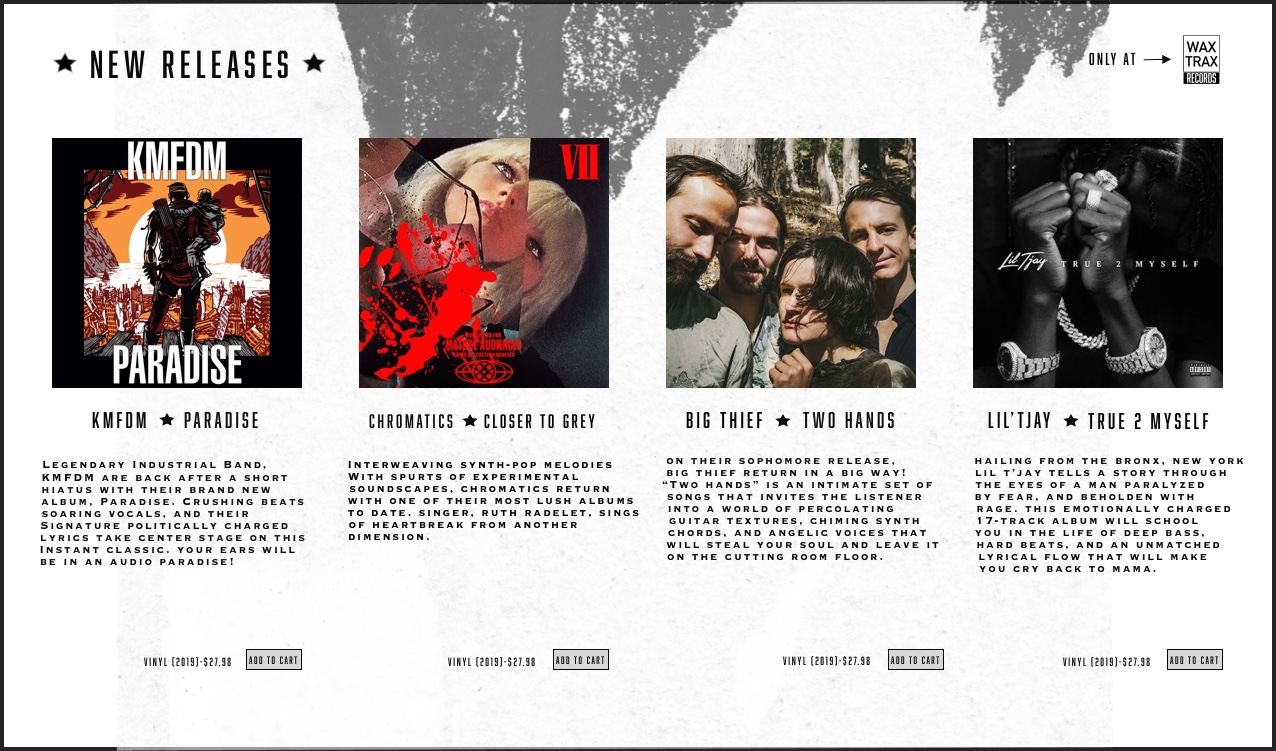 NEW RELEASES
ONLY AT
WAX
TRAX
RECORDS
KMFDM
PARADISE
VII
MATURE AUDIENCES
Lil Tjay TRUE 2 MYSELF
KMFDM PARADISE
CHROMATICS CLOSER TO GREY
BIG THIEF TWO HANDS
LIL'TJAY TRUE 2 MYSELF
LEGENDARY INDUSTRIAL BAND,
KMFDM ARE BACK AFTER A SHORT
HIATUS WITH THEIR BRAND NEW
ALBUM, PARADISE. CRUSHING BEATS
SOARING VOCALS, AND THEIR
SIGNATURE POLITICALLY CHARGED
LYRICS TAKE CENTER STAGE ON THIS
INSTANT CLASSIC. YOUR EARS WILL
BE IN AN AUDIO PARADISE!
INTERWEAVING SYNTH-POP MELODIES
WITH SPURTS OF EXPERIMENTAL
SOUNDSCAPES, CHROMATICS RETURN
WITH ONE OF THEIR MOST LUSH ALBUMS
TO DATE. SINGER, RUTH RADELET, SINGS
OF HEARTBREAK FROM ANOTHER
DIMENSION.
ON THEIR SOPHOMORE RELEASE,
BIG THIEF RETURN IN A BIG WAY!
“TWO HANDS” IS AN INTIMATE SET OF
SONGS THAT INVITES THE LISTENER
INTO A WORLD OF PERCOLATING
GUITAR TEXTURES, CHIMING SYNTH
CHORDS, AND ANGELIC VOICES THAT
WILL STEAL YOUR SOUL AND LEAVE IT
ON THE CUTTING ROOM FLOOR.
HAILING FROM THE BRONX, NEW YORK
LIL T'JAY TELLS A STORY THROUGH
THE EYES OF A MAN PARALYZED
BY FEAR, AND BEHOLDEN WITH
RAGE. THIS EMOTIONALLY CHARGED
17-TRACK ALBUM WILL SCHOOL
YOU IN THE LIFE OF DEEP BASS,
HARD BEATS, AND AN UNMATCHED
LYRICAL FLOW THAT WILL MAKE
YOU CRY BACK TO MAMA.
VINYL (2019)-$27.98 ADD TO CART
VINYL (2019)-$27.98 ADD TO CART
VINYL (2019)-$27.98 ADD TO CART
VINYL (2019)-$27.98 ADD TO CART